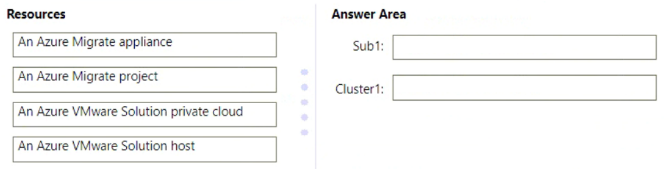 Resources
An Azure Migrate appliance
An Azure Migrate project
An Azure VMware Solution private cloud
An Azure VMware Solution host
Answer Area
Sub1:
Cluster1: